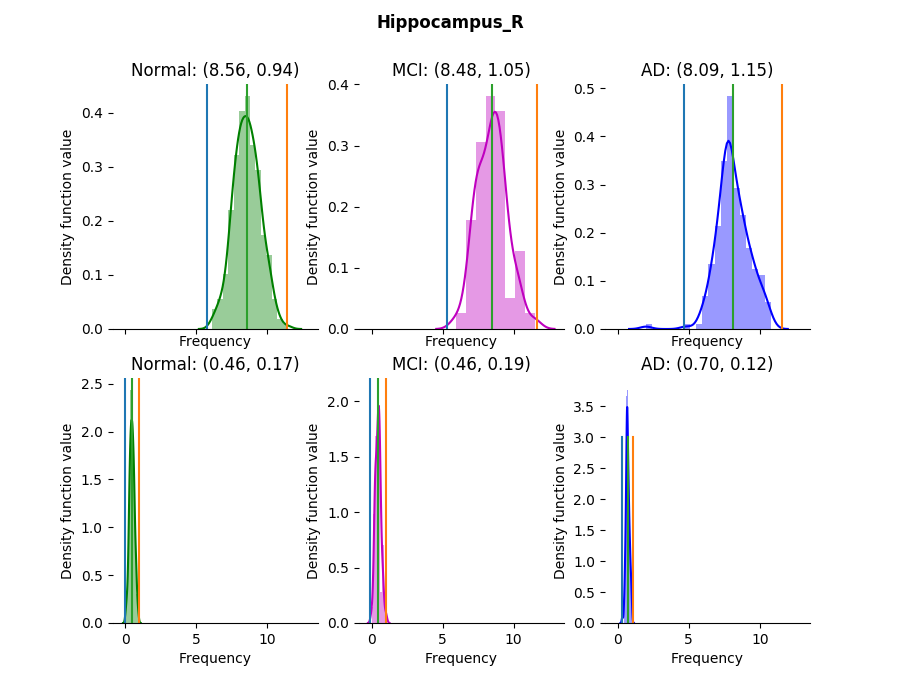 Hippocampus_R
Normal: (8.56, 0.94)
MCI: (8.48, 1.05)
AD: (8.09, 1.15)
Density function value
0.4
0.3
0.2
0.1
0.0
Frequency
Density function value
0.4
0.3
0.2
0.1
0.0
Frequency
Density function value
0.5
0.4
0.3
0.2
0.1
0.0
Frequency
Normal: (0.46, 0.17)
MCI: (0.46, 0.19)
AD: (0.70, 0.12)
Density function value
2.5
2.0
1.5
1.0
0.5
0.0
0 5 10
Frequency
Density function value
2.0
1.5
1.0
0.5
0.0
0 5 10
Frequency
Density function value
3.5
3.0
2.5
2.0
1.5
1.0
0.5
0.0
0 5 10
Frequency